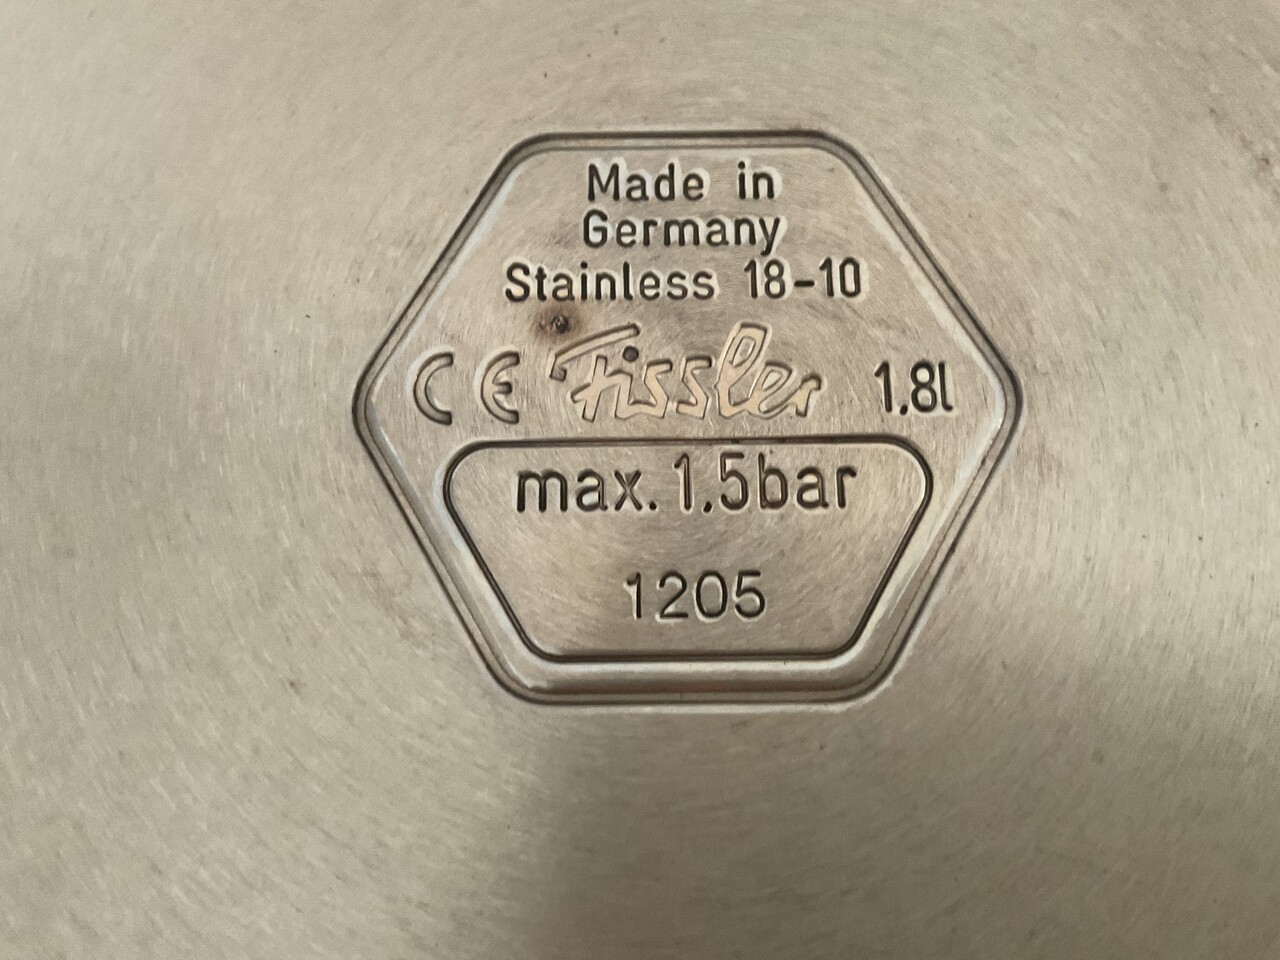 Made in
Germany
Stainless 18-10
CE Fissler 1.8l
max. 1.5bar
1205